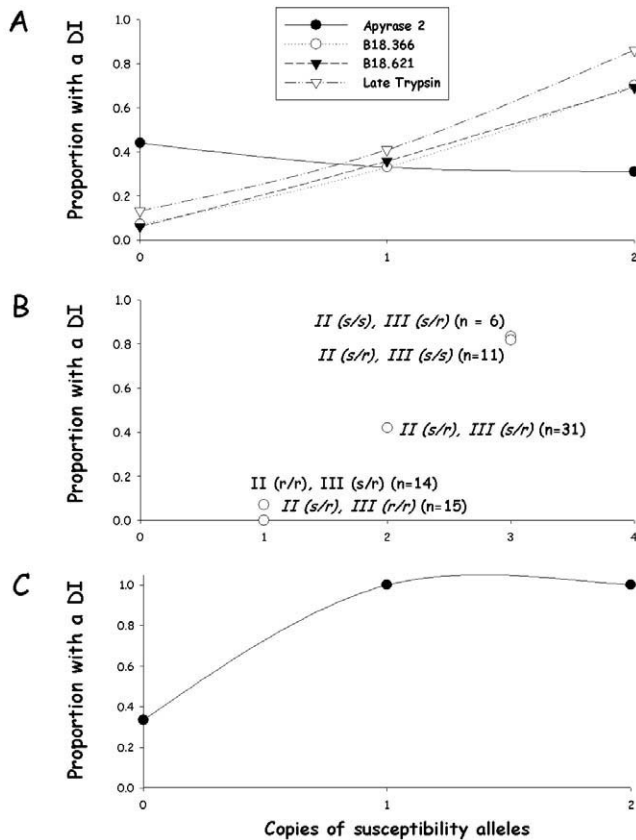 A
Proportion with a DI
1.0
0.8
0.6
0.4
0.2
0.0
Apyrase 2
B18.366
B18.621
Late Trypsin
0 1 2
B
Proportion with a DI
1.0
0.8
0.6
0.4
0.2
0.0
II (s/s), III (s/r) (n = 6)
II (s/r), III (s/s) (n=11)
II (s/r), III (s/r) (n=31)
II (r/r), III (s/r) (n=14)
II (s/r), III (r/r) (n=15)
0 1 2 3 4
C
Proportion with a DI
1.0
0.8
0.6
0.4
0.2
0.0
0 1 2
Copies of susceptibility alleles